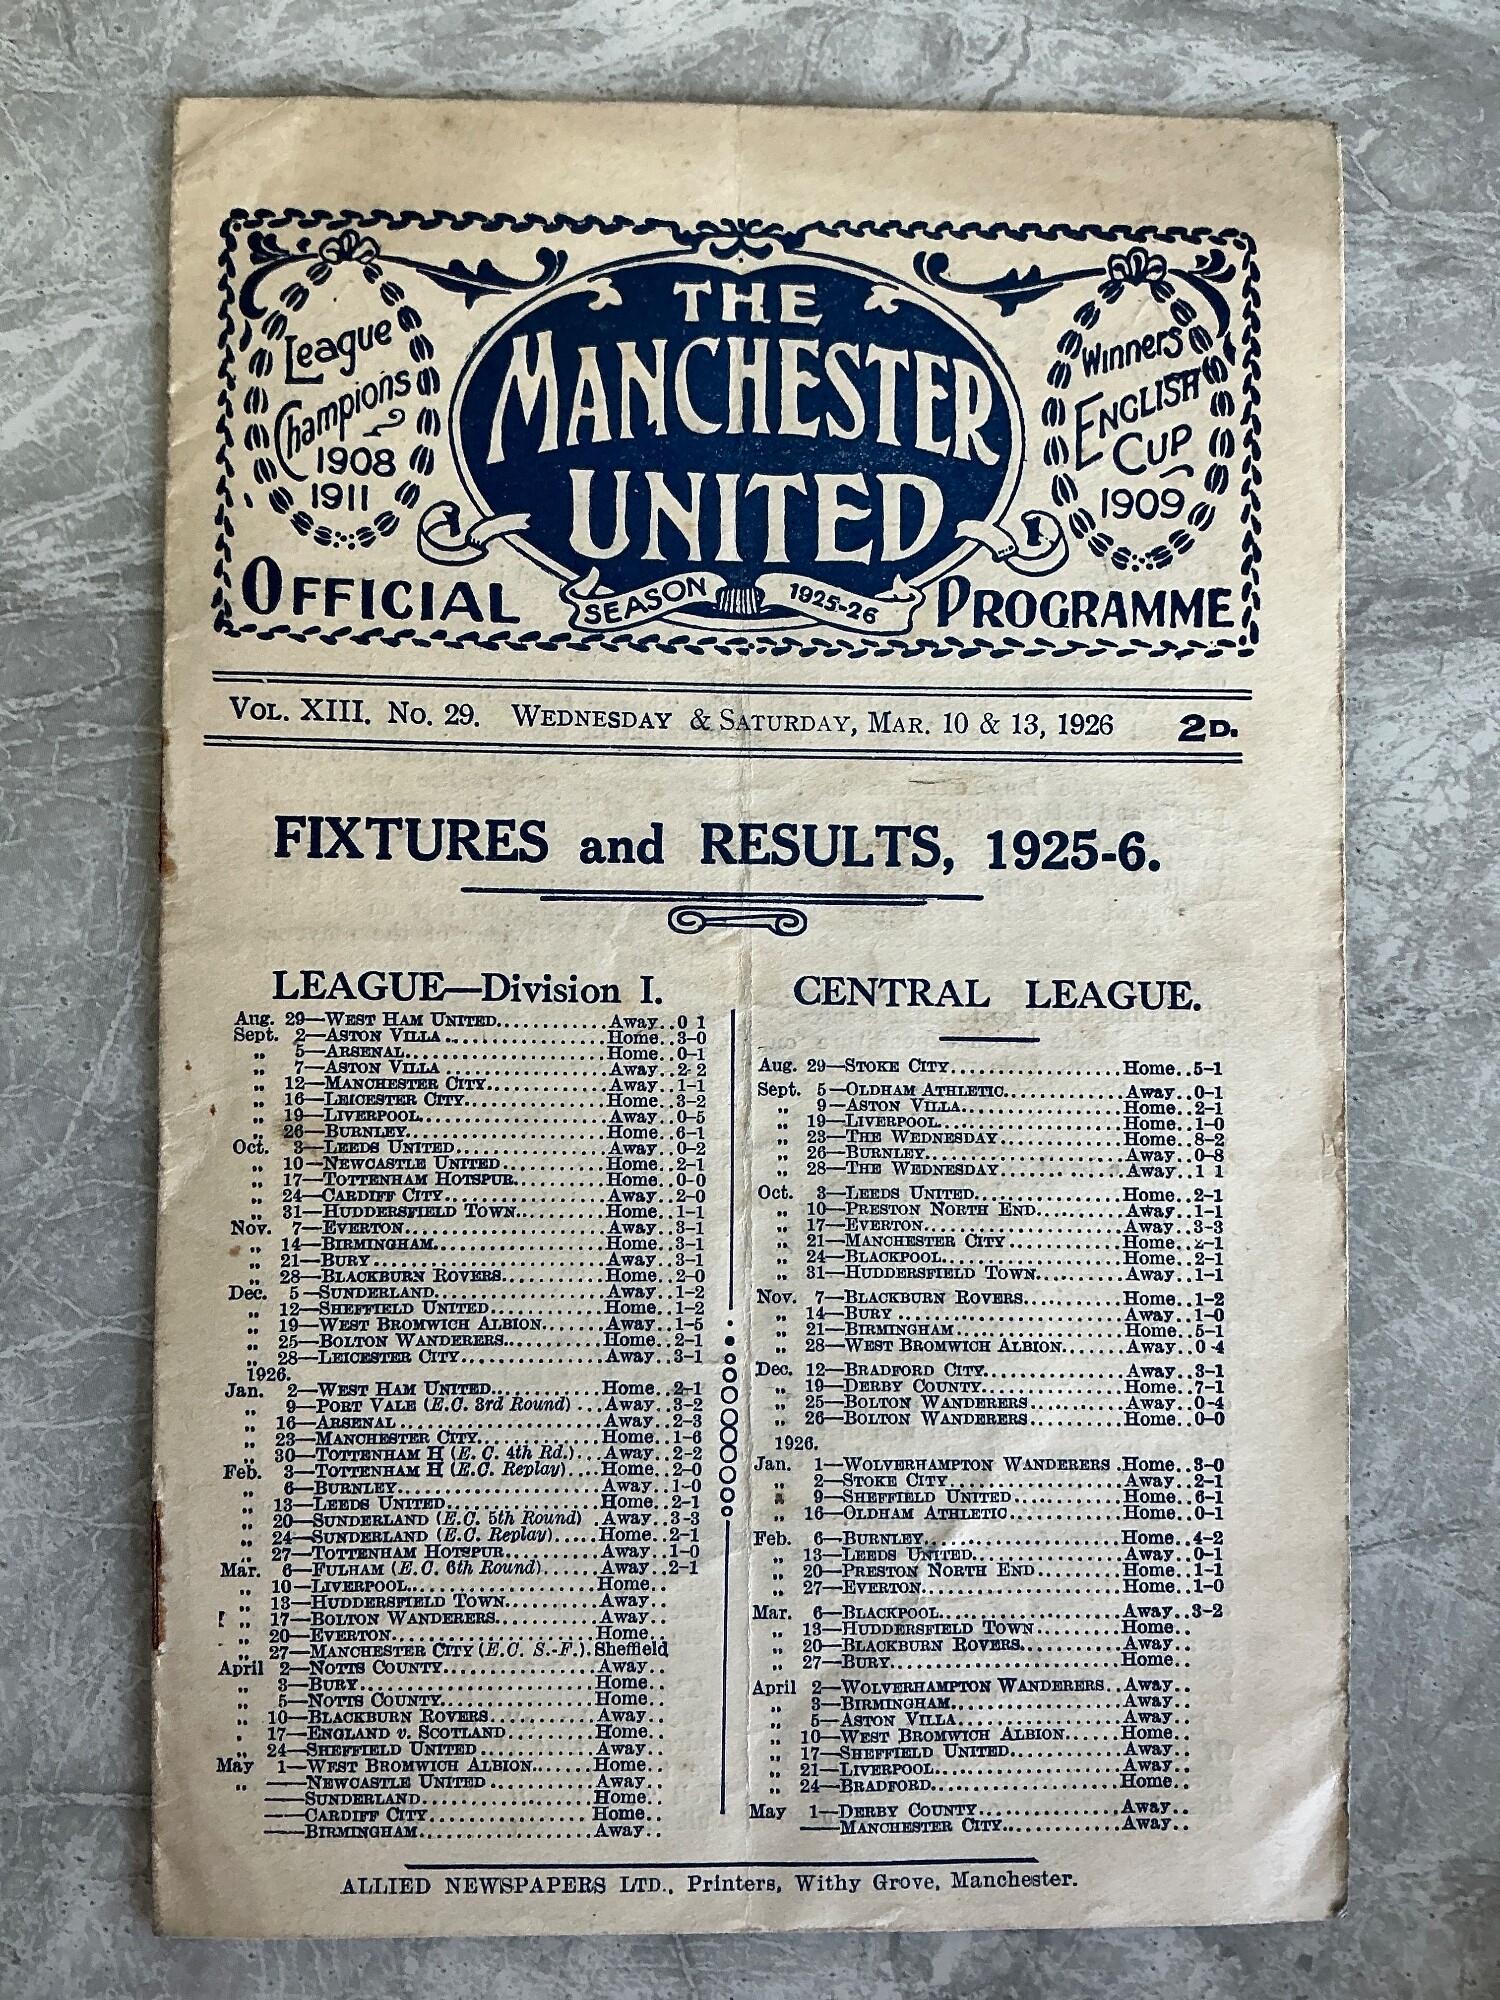 League
Champions
1908
1911
THE
MANCHESTER
UNITED
Winners
ENGLISH
CUP
1909
OFFICIAL
SEASON 1925-26
PROGRAMME
VOL. XIII. No. 29. WEDNESDAY & SATURDAY, MAR. 10 & 13, 1926 2D.
FIXTURES and RESULTS, 1925-6.
LEAGUE—Division I.
Aug. 29—WEST HAM UNITED..........Away..0 1
Sept. 2—ASTON VILLA..............Home..3-0
„ 5—ARSENAL..................Home..0-1
„ 7—ASTON VILLA..............Away..2-2
„ 12—MANCHESTER CITY..........Away..1-1
„ 16—LEICESTER CITY...........Home..3-2
„ 19—LIVERPOOL................Away..0-5
„ 26—BURNLEY..................Home..6-1
Oct. 3—LEEDS UNITED.............Away..0-2
„ 10—NEWCASTLE UNITED.........Home..2-1
„ 17—TOTTENHAM HOTSPUR........Home..0-0
„ 24—CARDIFF CITY.............Away..2-0
„ 31—HUDDERSFIELD TOWN........Home..1-1
Nov. 7—EVERTON..................Away..3-1
„ 14—BIRMINGHAM...............Home..3-1
„ 21—BURY.....................Away..3-1
„ 28—BLACKBURN ROVERS.........Home..2-0
Dec. 5—SUNDERLAND...............Away..1-2
„ 12—SHEFFIELD UNITED.........Home..1-2
„ 19—WEST BROMWICH ALBION.....Away..1-5
„ 25—BOLTON WANDERERS.........Home..2-1
„ 28—LEICESTER CITY...........Away..3-1
1926.
Jan. 2—WEST HAM UNITED..........Home..2-1
„ 9—PORT VALE (E.C. 3rd Round)...Away..3-2
„ 16—ARSENAL..................Away..2-3
„ 23—MANCHESTER CITY..........Home..1-6
„ 30—TOTTENHAM H (E. C. 4th Rd.)...Away..2-2
Feb. 3—TOTTENHAM H (E.C. Replay)....Home..2-0
„ 6—BURNLEY..................Away..1-0
„ 13—LEEDS UNITED.............Home..2-1
„ 20—SUNDERLAND (E.C. 5th Round) .Away..3-3
„ 24—SUNDERLAND (E.C. Replay).....Home..2-1
„ 27—TOTTENHAM HOTSPUR........Away..1-0
Mar. 6—FULHAM (E.C. 6th Round)......Away..2-1
„ 10—LIVERPOOL................Home..
„ 13—HUDDERSFIELD TOWN........Away..
„ 17—BOLTON WANDERERS.........Away..
„ 20—EVERTON..................Home..
„ 27—MANCHESTER CITY (E.C. S.-F.).Sheffield
April 2—NOTTS COUNTY.............Away..
„ 3—BURY.....................Home..
„ 5—NOTTS COUNTY.............Home..
„ 10—BLACKBURN ROVERS.........Away..
„ 17—ENGLAND v. SCOTLAND......Home..
„ 24—SHEFFIELD UNITED.........Away..
May 1—WEST BROMWICH ALBION.....Home..
„ —NEWCASTLE UNITED.........Away..
—SUNDERLAND...............Home..
—CARDIFF CITY.............Home..
—BIRMINGHAM...............Away..
CENTRAL LEAGUE.
Aug. 29—STOKE CITY...............Home..5-1
Sept. 5—OLDHAM ATHLETIC..........Away..0-1
„ 9—ASTON VILLA..............Home..2-1
„ 19—LIVERPOOL................Home..1-0
„ 23—THE WEDNESDAY............Home..8-2
„ 26—BURNLEY..................Away..0-8
„ 28—THE WEDNESDAY............Away..1 1
Oct. 3—LEEDS UNITED.............Home..2-1
„ 10—PRESTON NORTH END........Away..1-1
„ 17—EVERTON..................Away..3-3
„ 21—MANCHESTER CITY..........Home..2-1
„ 24—BLACKPOOL................Home..2-1
„ 31—HUDDERSFIELD TOWN........Away..1-1
Nov. 7—BLACKBURN ROVERS.........Home..1-2
„ 14—BURY.....................Away..1-0
„ 21—BIRMINGHAM...............Home..5-1
„ 28—WEST BROMWICH ALBION.....Away..0 4
Dec. 12—BRADFORD CITY............Away..3-1
„ 19—DERBY COUNTY.............Home..7-1
„ 25—BOLTON WANDERERS.........Away..0-4
„ 26—BOLTON WANDERERS.........Home..0-0
1926.
Jan. 1—WOLVERHAMPTON WANDERERS .Home..3-0
„ 2—STOKE CITY...............Away..2-1
„ 9—SHEFFIELD UNITED.........Home..6-1
„ 16—OLDHAM ATHLETIC..........Home..0-1
Feb. 6—BURNLEY..................Home..4-2
„ 13—LEEDS UNITED.............Away..0-1
„ 20—PRESTON NORTH END........Home..1-1
„ 27—EVERTON..................Home..1-0
Mar. 6—BLACKPOOL................Away..3-2
„ 13—HUDDERSFIELD TOWN........Home..
„ 20—BLACKBURN ROVERS.........Away..
„ 27—BURY.....................Home..
April 2—WOLVERHAMPTON WANDERERS..Away..
„ 3—BIRMINGHAM...............Away..
„ 5—ASTON VILLA..............Away..
„ 10—WEST BROMWICH ALBION.....Home..
„ 17—SHEFFIELD UNITED.........Away..
„ 21—LIVERPOOL................Away..
„ 24—BRADFORD.................Home..
May 1—DERBY COUNTY.............Away..
—MANCHESTER CITY..........Away..
ALLIED NEWSPAPERS LTD., Printers, Withy Grove, Manchester.